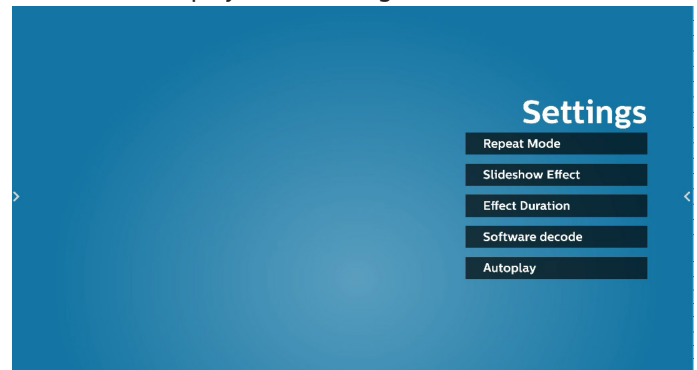 Settings
Repeat Mode
Slideshow Effect
Effect Duration
Software decode
Autoplay